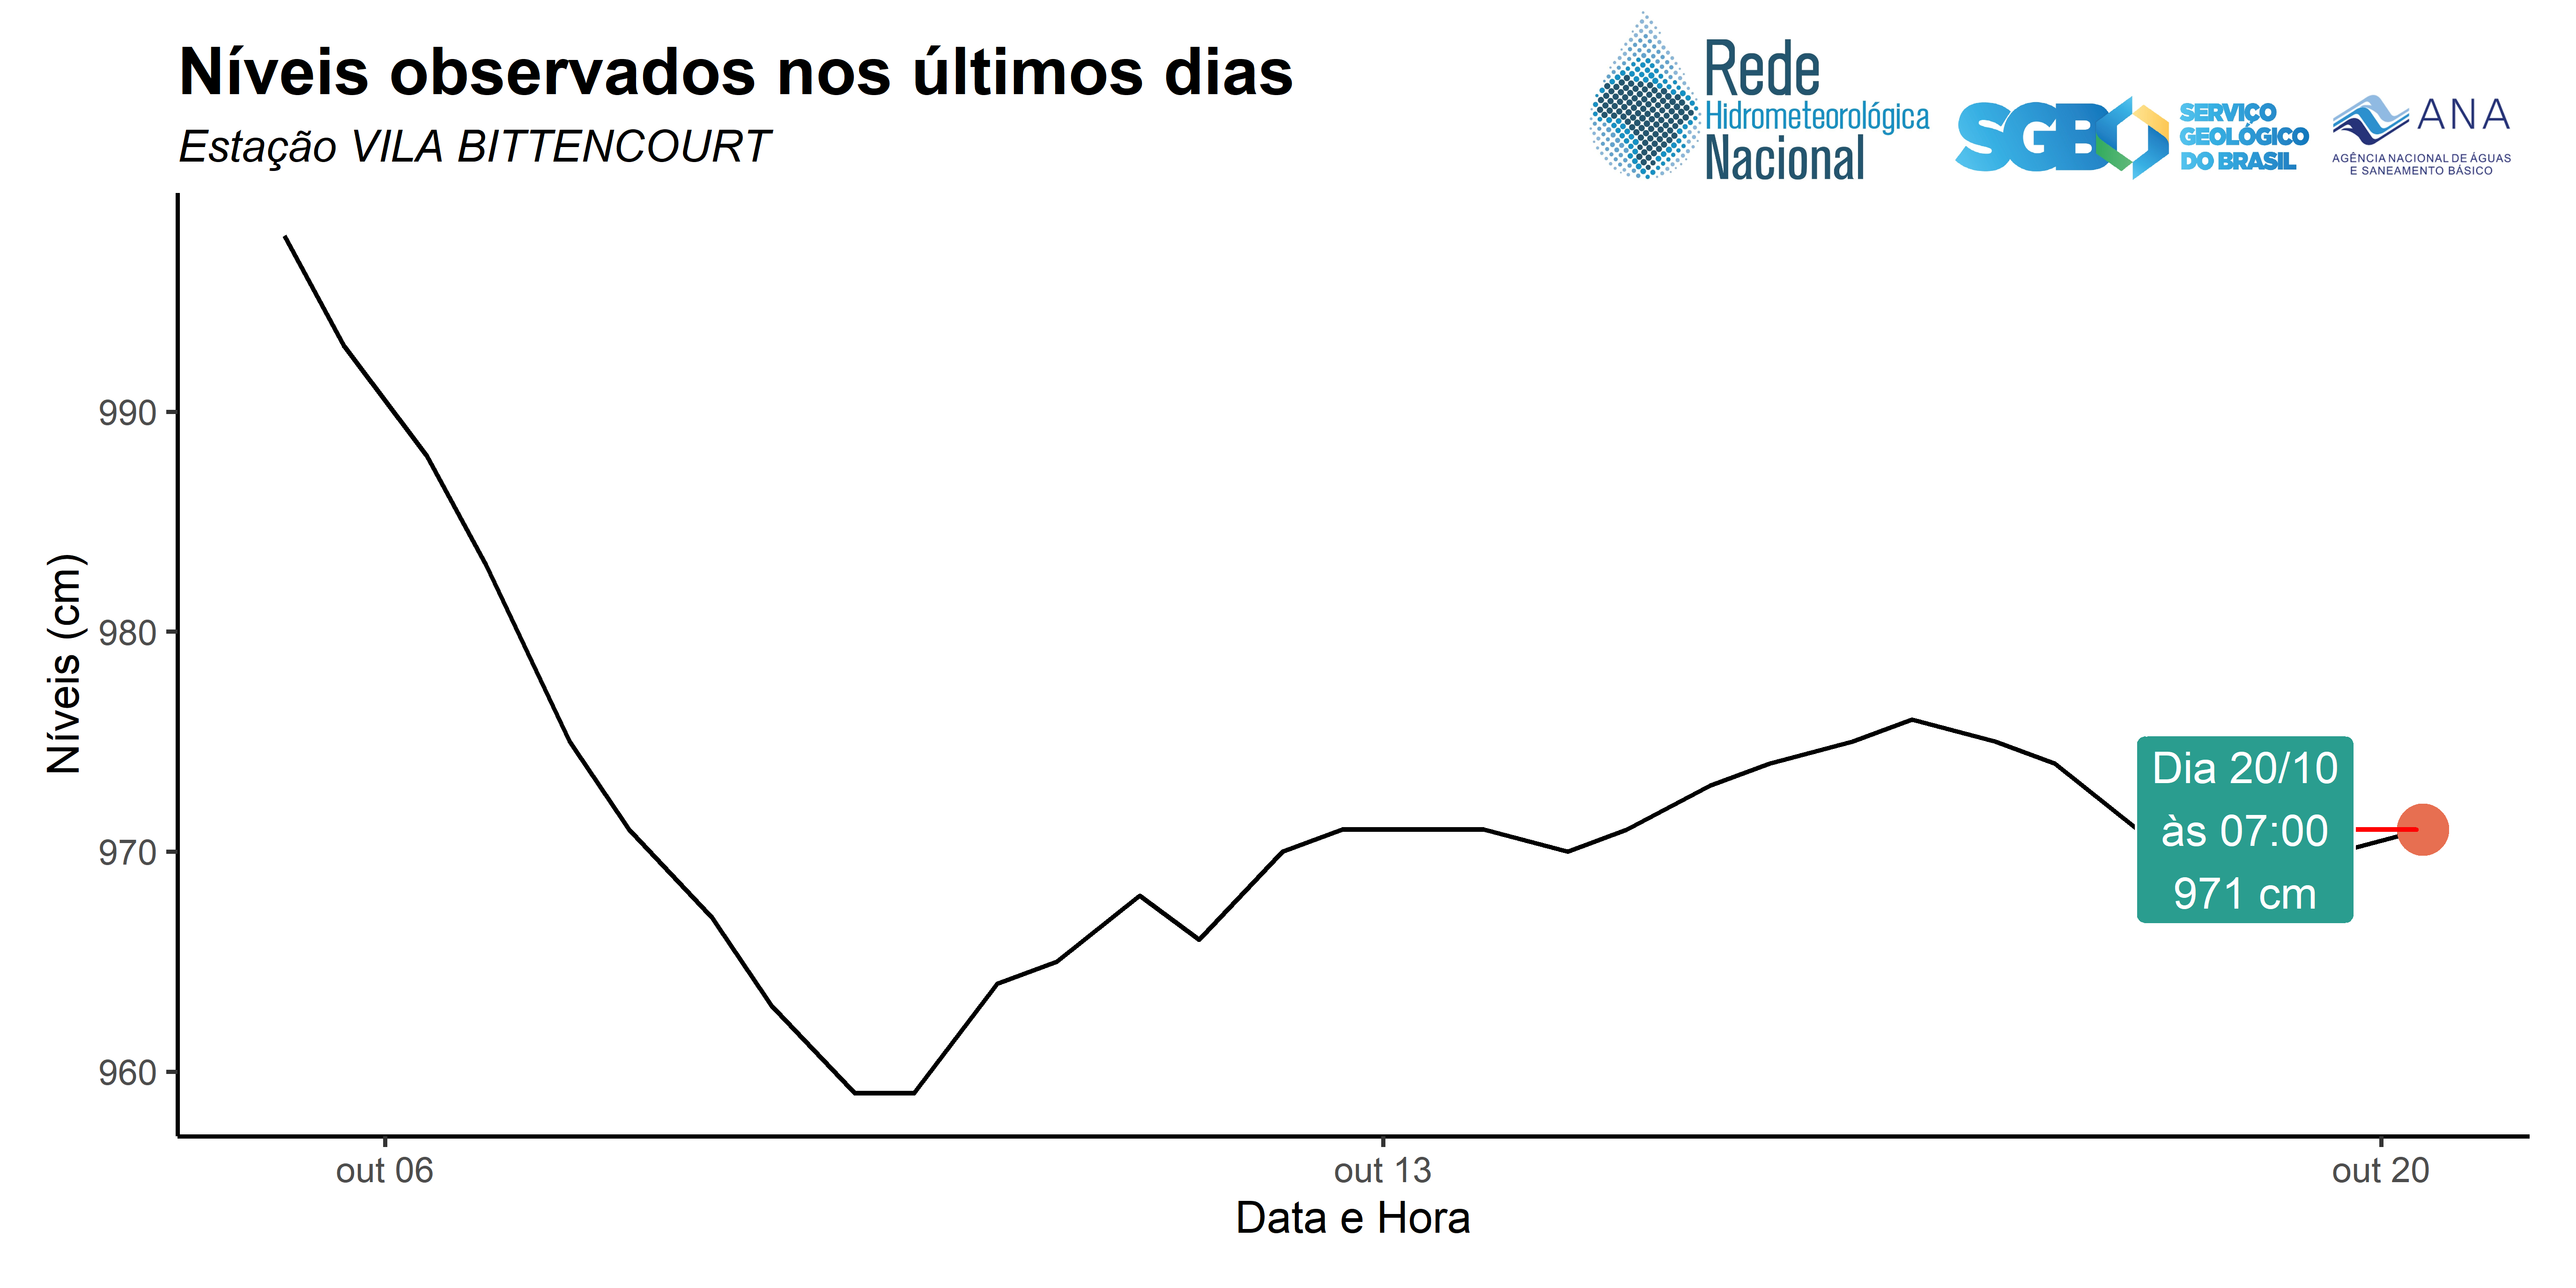 Níveis observados nos últimos dias
Estação VILA BITTENCOURT
Rede
Hidrometeorológica
Nacional
SGB
SERVIÇO
GEOLÓGICO
DO BRASIL
ANA
AGÊNCIA NACIONAL DE ÁGUAS
E SANEAMENTO BÁSICO
Níveis (cm)
990
980
970
960
Dia 20/10
às 07:00
971 cm
out 06
out 13
out 20
Data e Hora